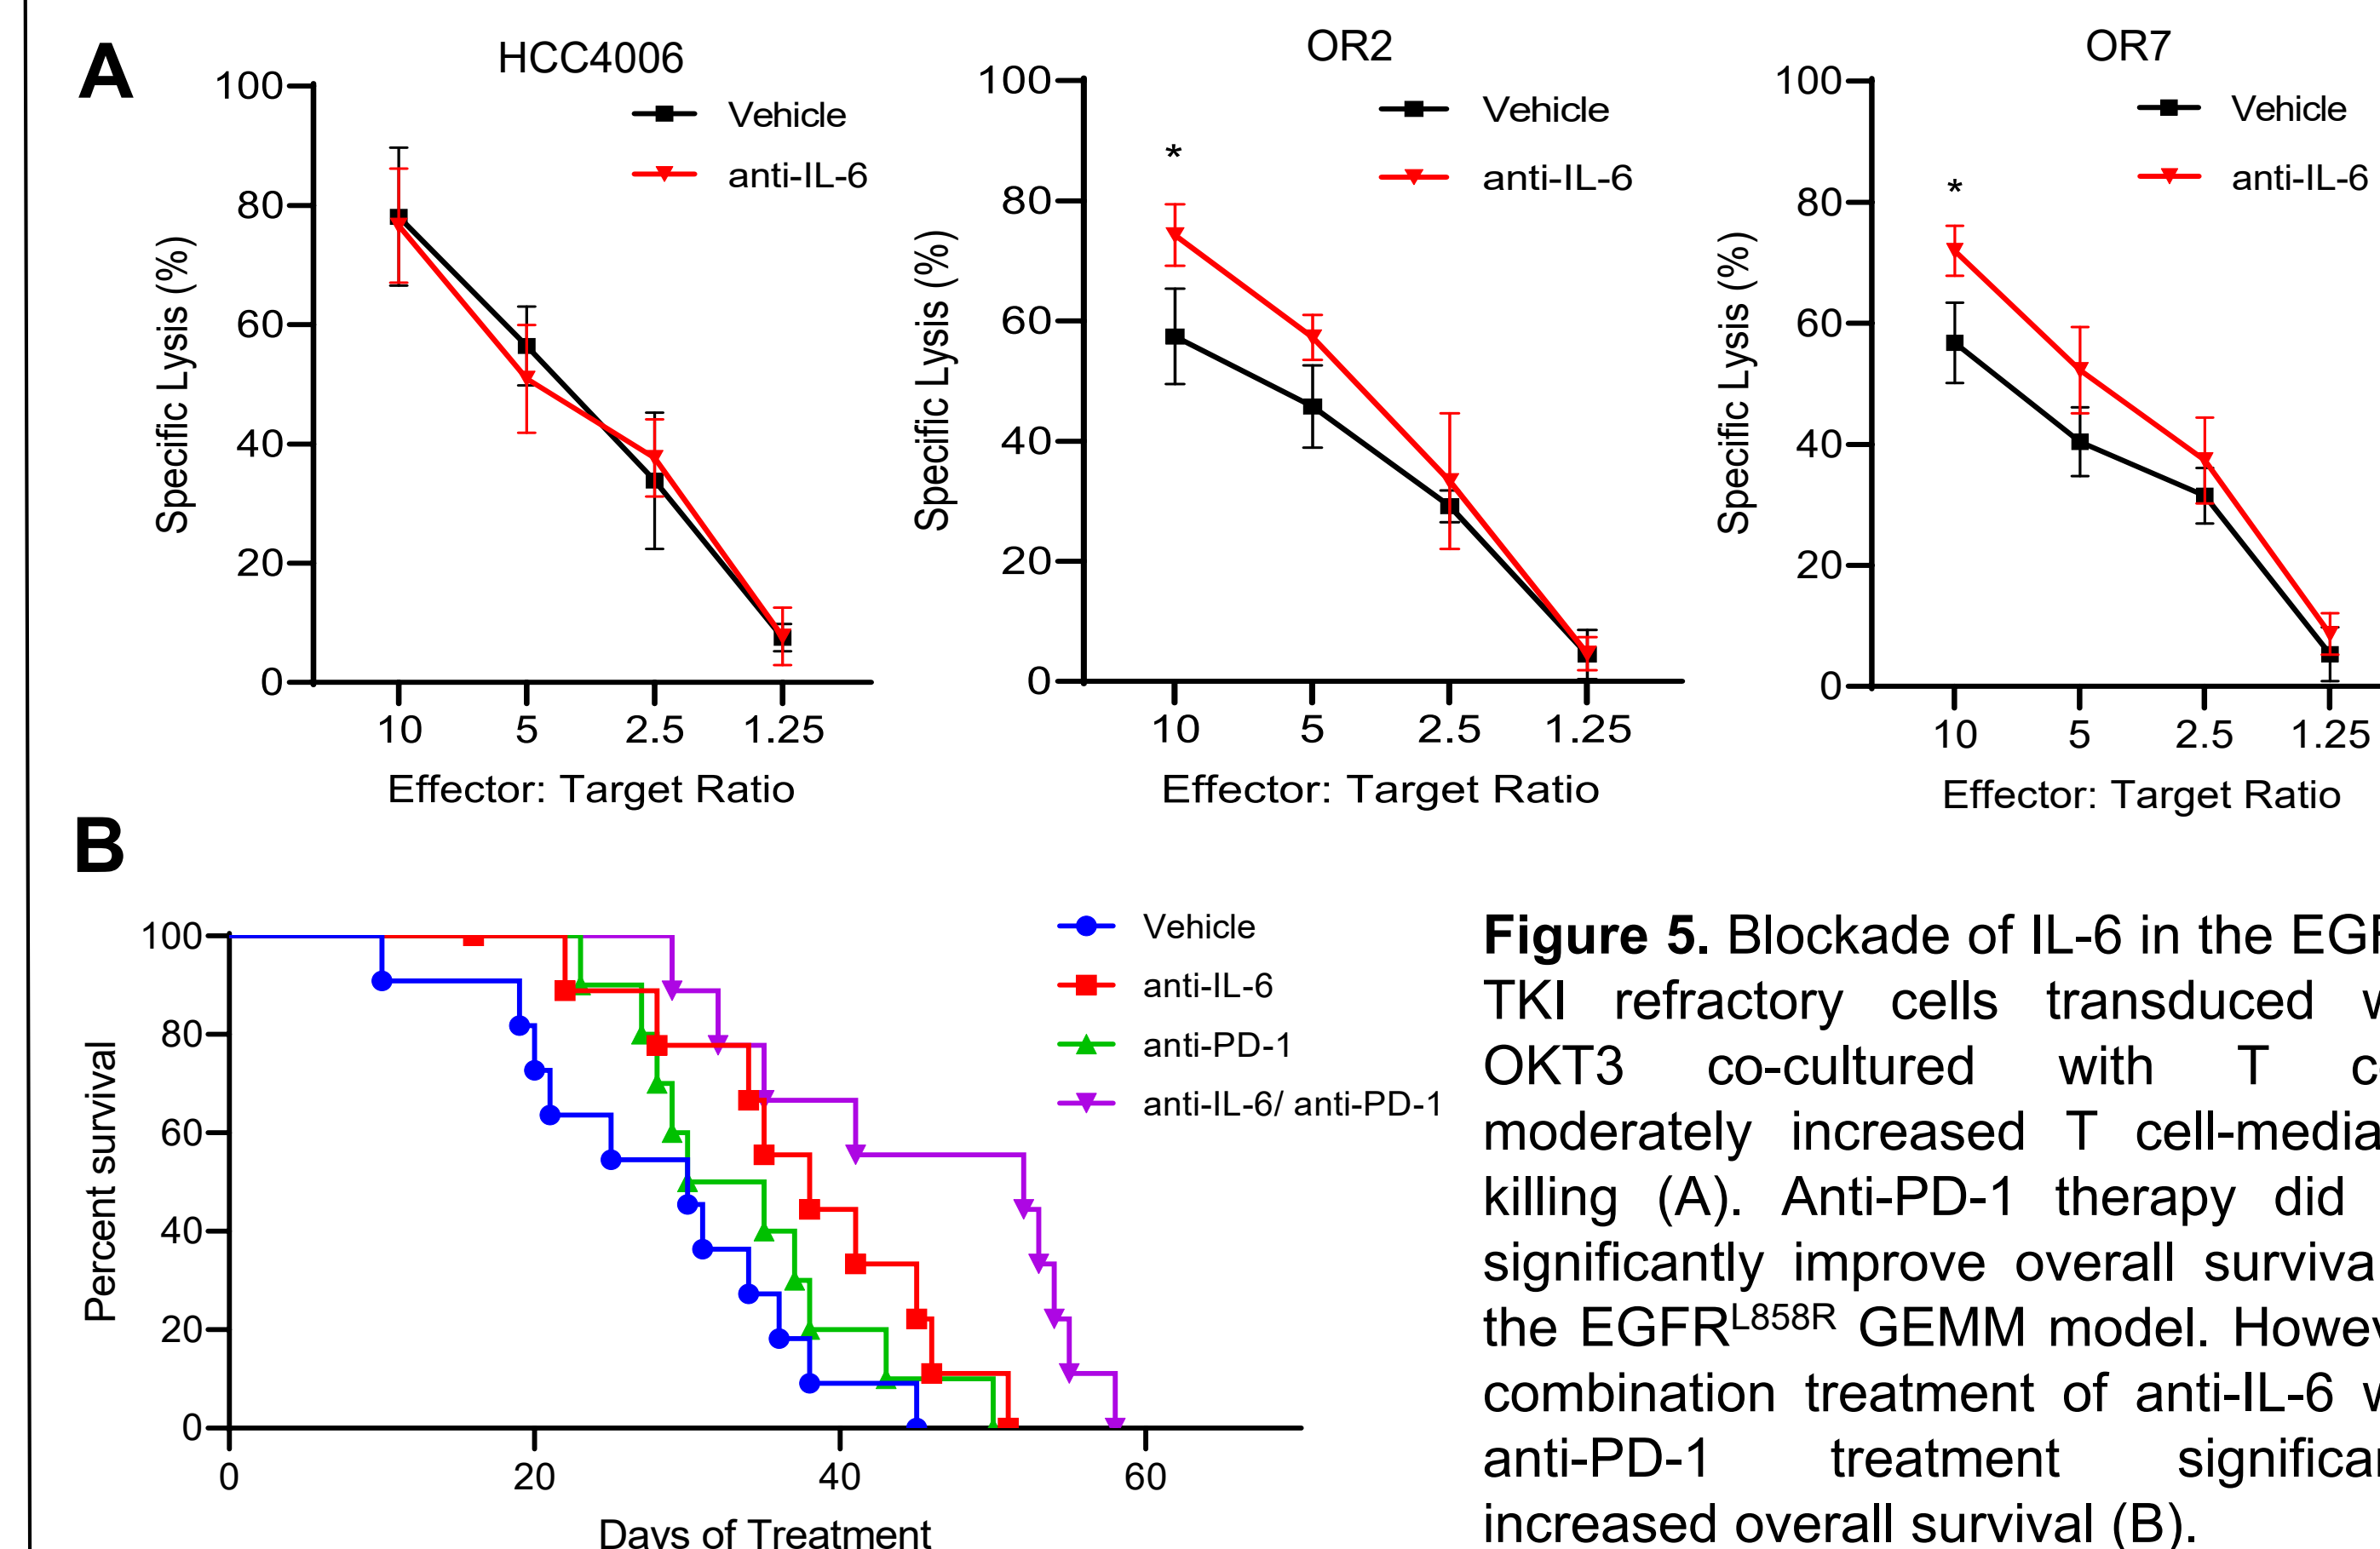 A
HCC4006
100
80
60
40
20
0
Specific Lysis (%)
Vehicle
anti-IL-6
*
10 5 2.5 1.25
Effector: Target Ratio
OR2
100
80
60
40
20
0
Specific Lysis (%)
Vehicle
anti-IL-6
10 5 2.5 1.25
Effector: Target Ratio
OR7
100
80
60
40
20
0
Specific Lysis (%)
Vehicle
anti-IL-6
*
10 5 2.5 1.25
Effector: Target Ratio
B
100
80
60
40
20
0
Percent survival
Vehicle
anti-IL-6
anti-PD-1
anti-IL-6/ anti-PD-1
0 20 40 60
Days of Treatment
Figure 5. Blockade of IL-6 in the
TKI refractory cells transduced
OKT3 co-cultured with T
moderately increased T
killing (A). Anti-PD-1 therapy did
significantly improve overall
the EGFRL858R GEMM model.
combination treatment of anti-IL-6
anti-PD-1 treatment
increased overall survival (B).